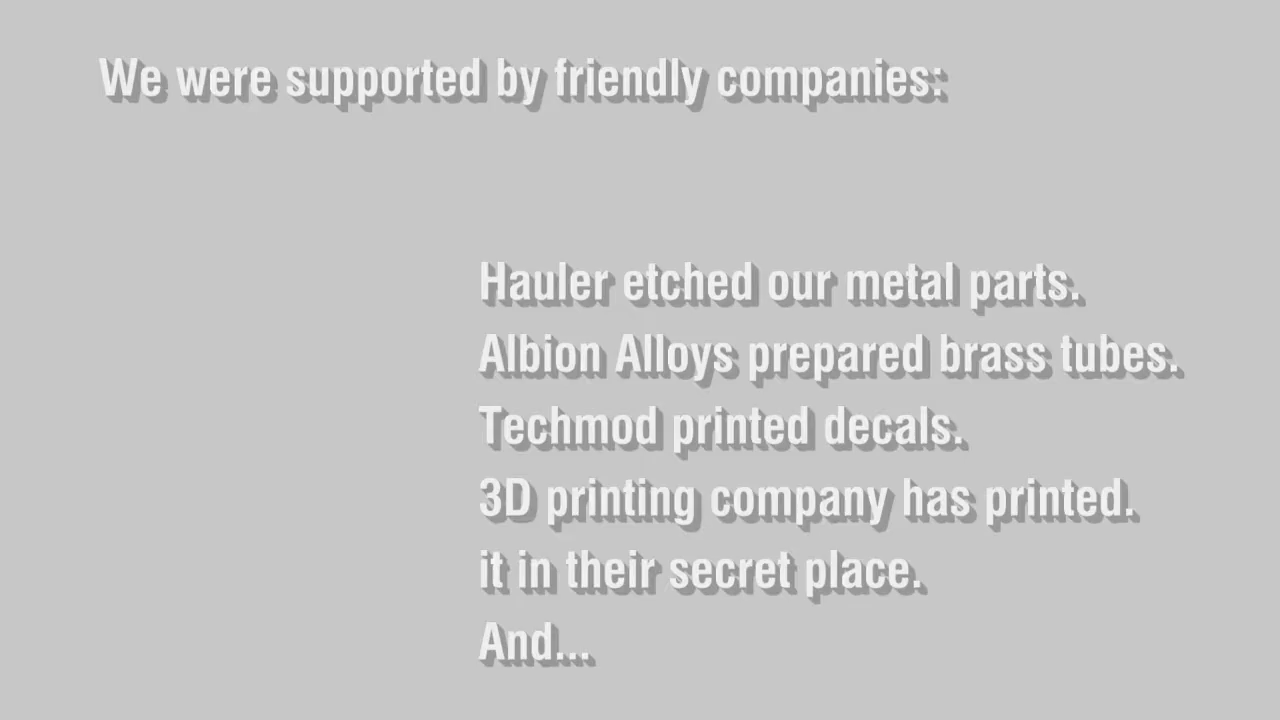 We were supported by friendly companies:
Hauler etched our metal parts.
Albion Alloys prepared brass tubes.
Techmod printed decals.
3D printing company has printed.
it in their secret place.
And...